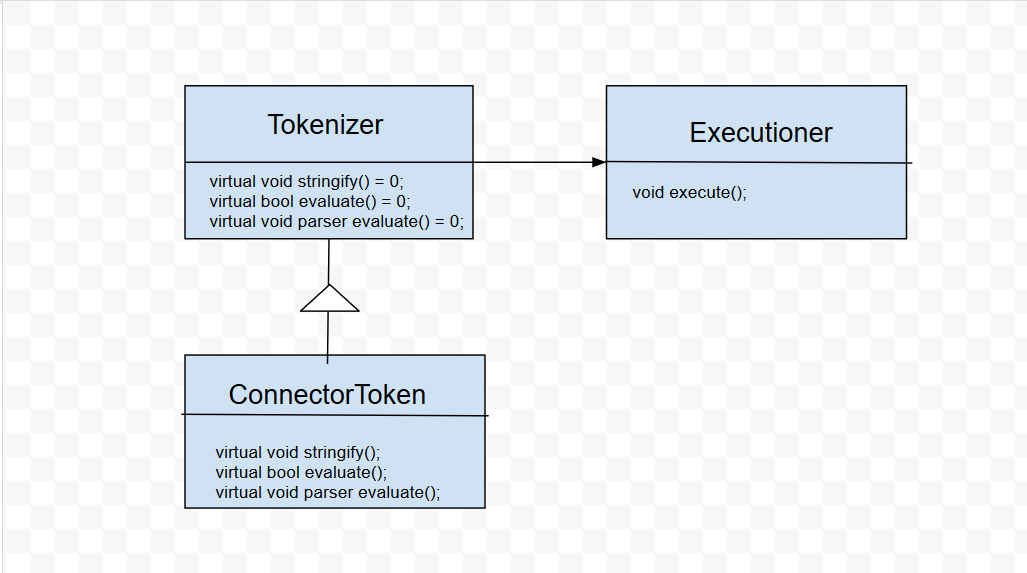 Tokenizer
virtual void stringify() = 0;
virtual bool evaluate() = 0;
virtual void parser evaluate() = 0;
Executioner
void execute();
ConnectorToken
virtual void stringify();
virtual bool evaluate();
virtual void parser evaluate();